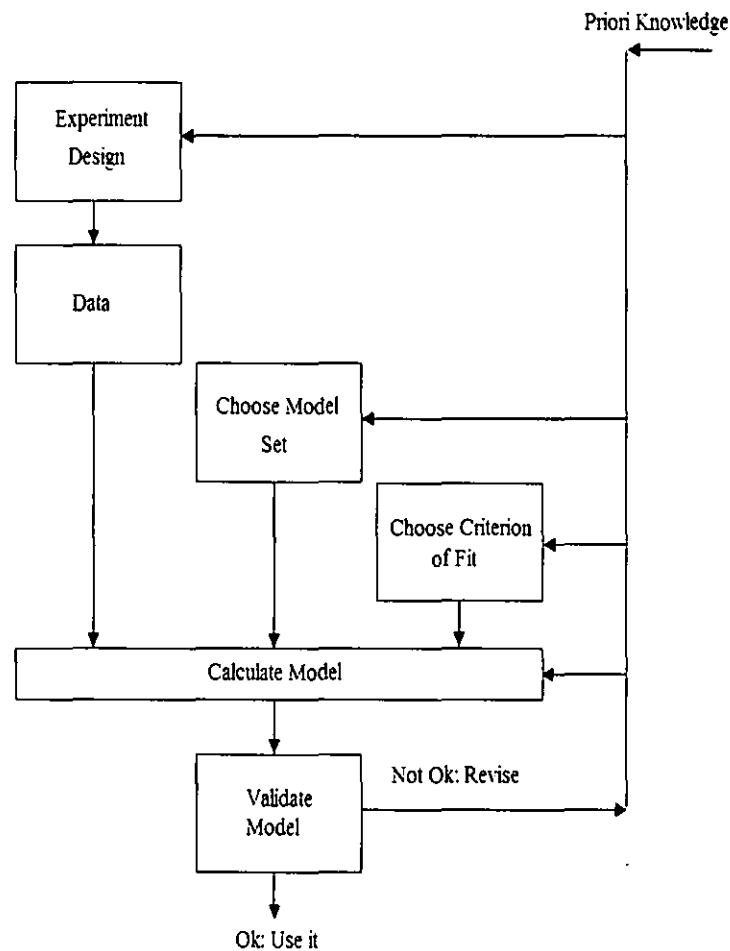 Priori Knowledge
Experiment
Design
Data
Choose Model
Set
Choose Criterion
of Fit
Calculate Model
Not Ok: Revise
Validate
Model
Ok: Use it